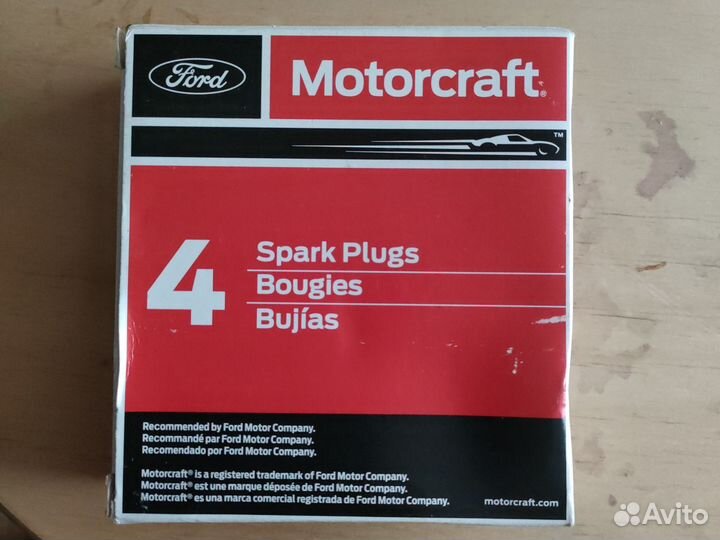 Ford
Motorcraft®
™
4
Spark Plugs
Bougies
Bujías
Recommended by Ford Motor Company.
Recommandé par Ford Motor Company.
Recomendado por Ford Motor Company.
Motorcraft® is a registered trademark of Ford Motor Company.
Motorcraft® est une marque déposée de Ford Motor Company.
Motorcraft® es una marca comercial registrada de Ford Motor Company.
motorcraft.com
Avito